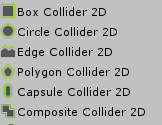 Box Collider 2D
Circle Collider 2D
Edge Collider 2D
Polygon Collider 2D
Capsule Collider 2D
Composite Collider 2D